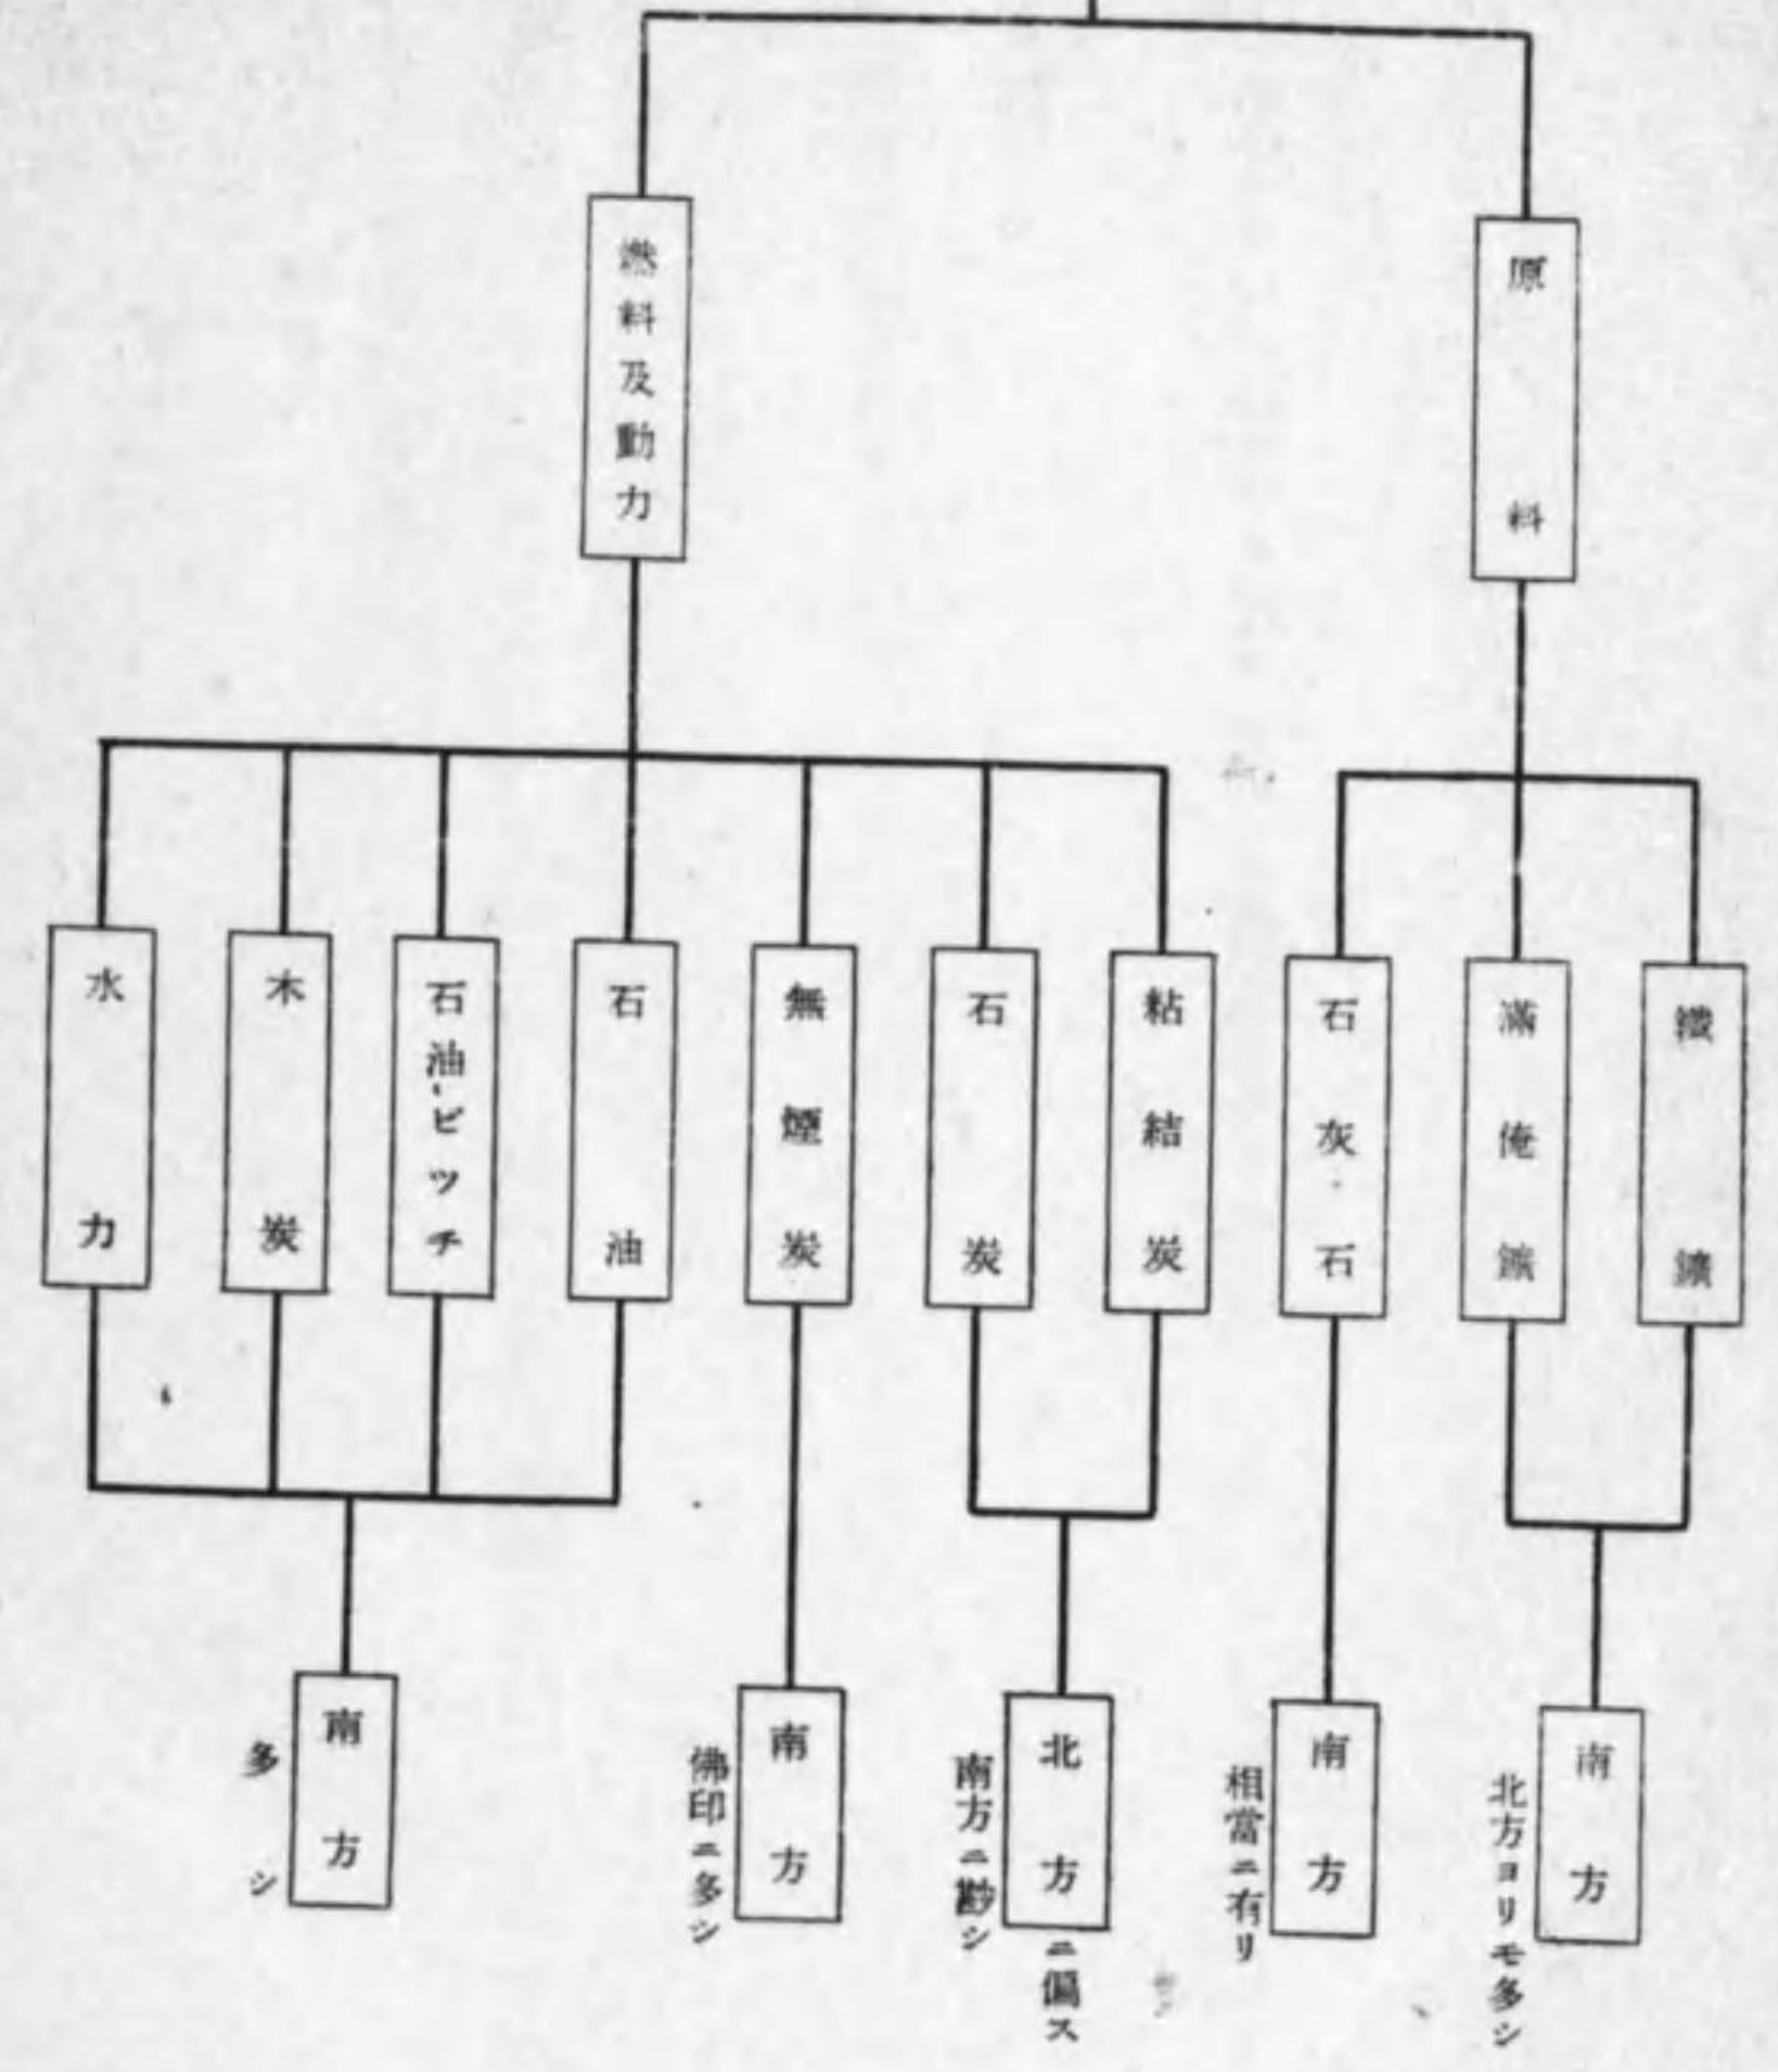 原料
燃料及動力
鐵鑛
滿俺鑛
石灰石
粘結炭
石炭
無煙炭
石油
石油、ピッチ
木炭
水力
南方
北方ヨリモ多シ
南方
相當ニ有リ
北方ニ偏ス
南方ニ尠シ
南方
佛印ニ多シ
南方
多シ